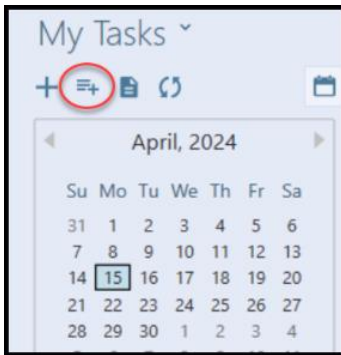 My Tasks
April, 2024
Su Mo Tu We Th Fr Sa
31 1 2 3 4 5 6
7 8 9 10 11 12 13
14 15 16 17 18 19 20
21 22 23 24 25 26 27
28 29 30 1 2 3 4